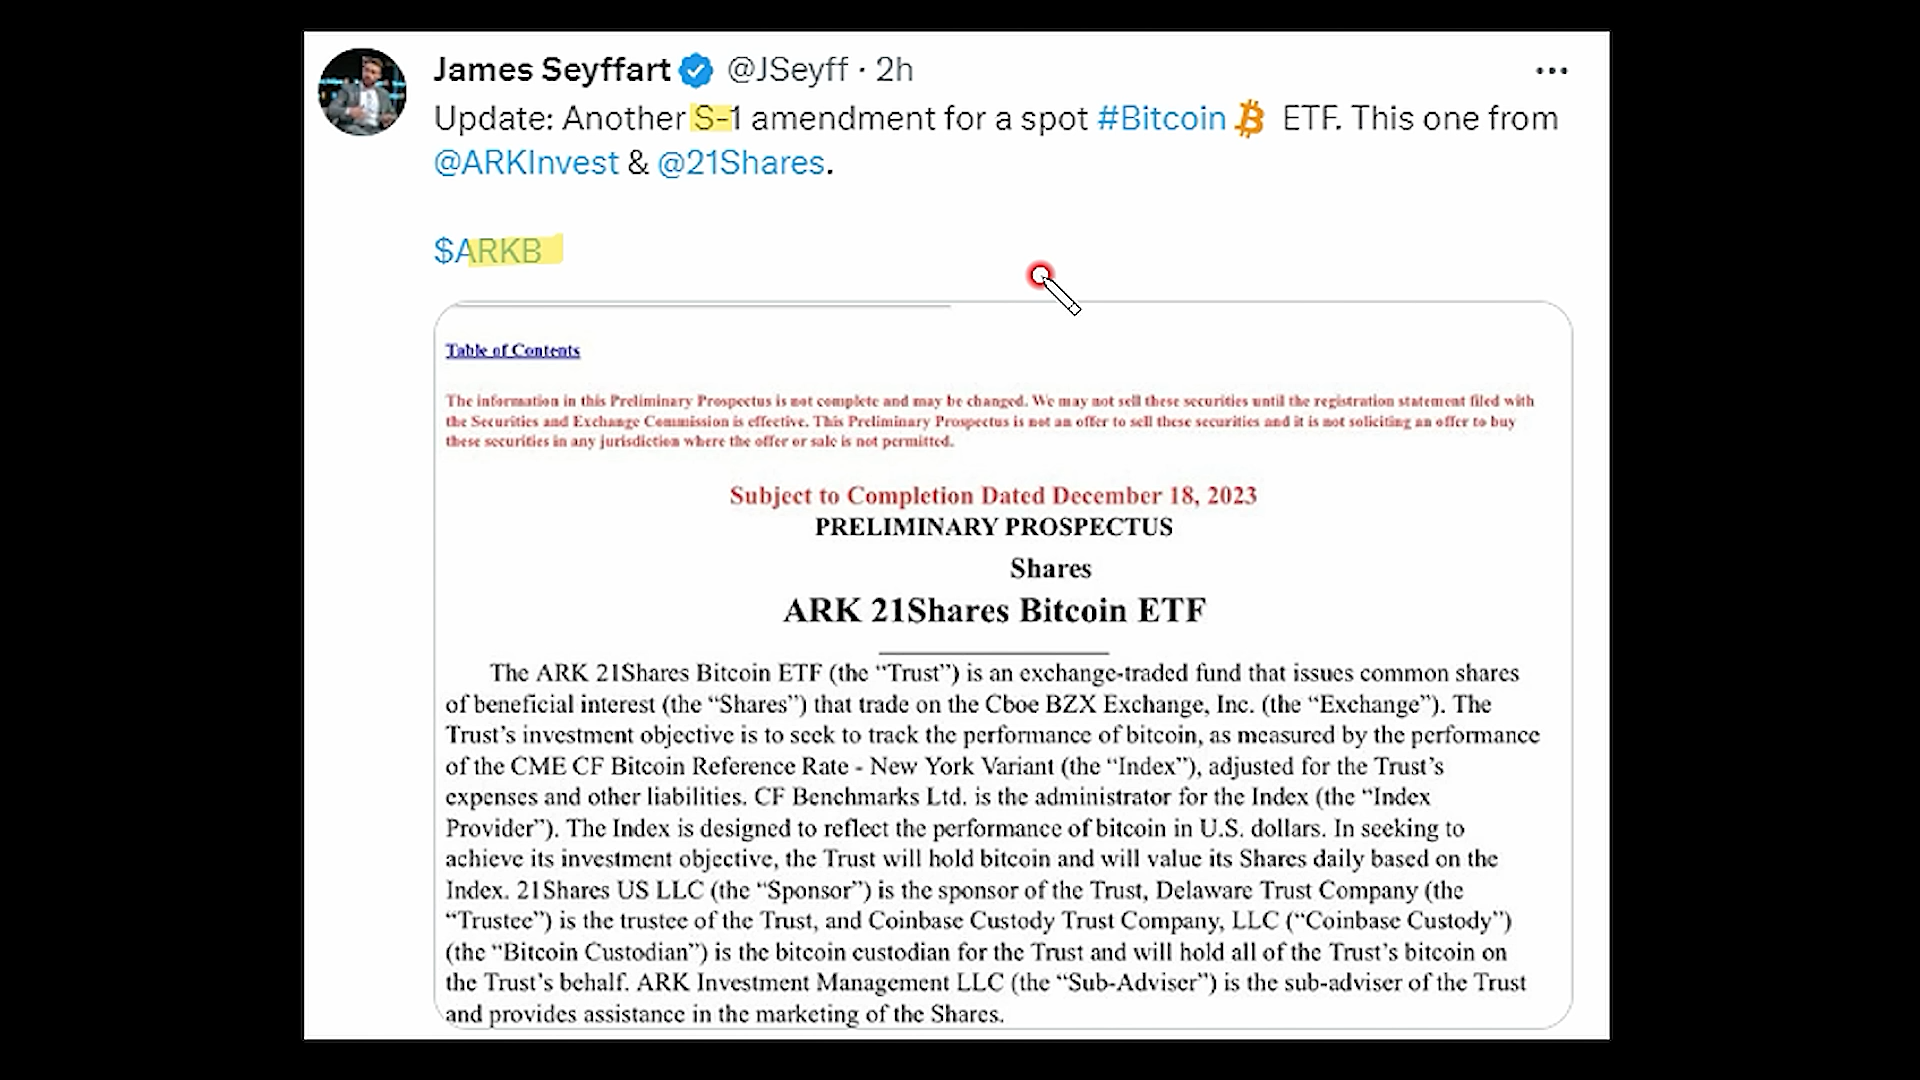 James Seyffart @JSeyff · 2h
Update: Another S-1 amendment for a spot #Bitcoin ETF. This one from
@ARKInvest & @21Shares.
$ARKB
Table of Contents
The information in this Preliminary Prospectus is not complete and may be changed. We may not sell these securities until the registration statement filed with
the Securities and Exchange Commission is effective. This Preliminary Prospectus is not an offer to sell these securities and it is not soliciting an offer to buy
these securities in any jurisdiction where the offer or sale is not permitted.
Subject to Completion Dated December 18, 2023
PRELIMINARY PROSPECTUS
Shares
ARK 21Shares Bitcoin ETF
The ARK 21Shares Bitcoin ETF (the “Trust”) is an exchange-traded fund that issues common shares
of beneficial interest (the “Shares”) that trade on the Cboe BZX Exchange, Inc. (the “Exchange”). The
Trust’s investment objective is to seek to track the performance of bitcoin, as measured by the performance
of the CME CF Bitcoin Reference Rate - New York Variant (the “Index”), adjusted for the Trust’s
expenses and other liabilities. CF Benchmarks Ltd. is the administrator for the Index (the “Index
Provider”). The Index is designed to reflect the performance of bitcoin in U.S. dollars. In seeking to
achieve its investment objective, the Trust will hold bitcoin and will value its Shares daily based on the
Index. 21Shares US LLC (the “Sponsor”) is the sponsor of the Trust, Delaware Trust Company (the
“Trustee”) is the trustee of the Trust, and Coinbase Custody Trust Company, LLC (“Coinbase Custody”)
(the “Bitcoin Custodian”) is the bitcoin custodian for the Trust and will hold all of the Trust’s bitcoin on
the Trust’s behalf. ARK Investment Management LLC (the “Sub-Adviser”) is the sub-adviser of the Trust
and provides assistance in the marketing of the Shares.